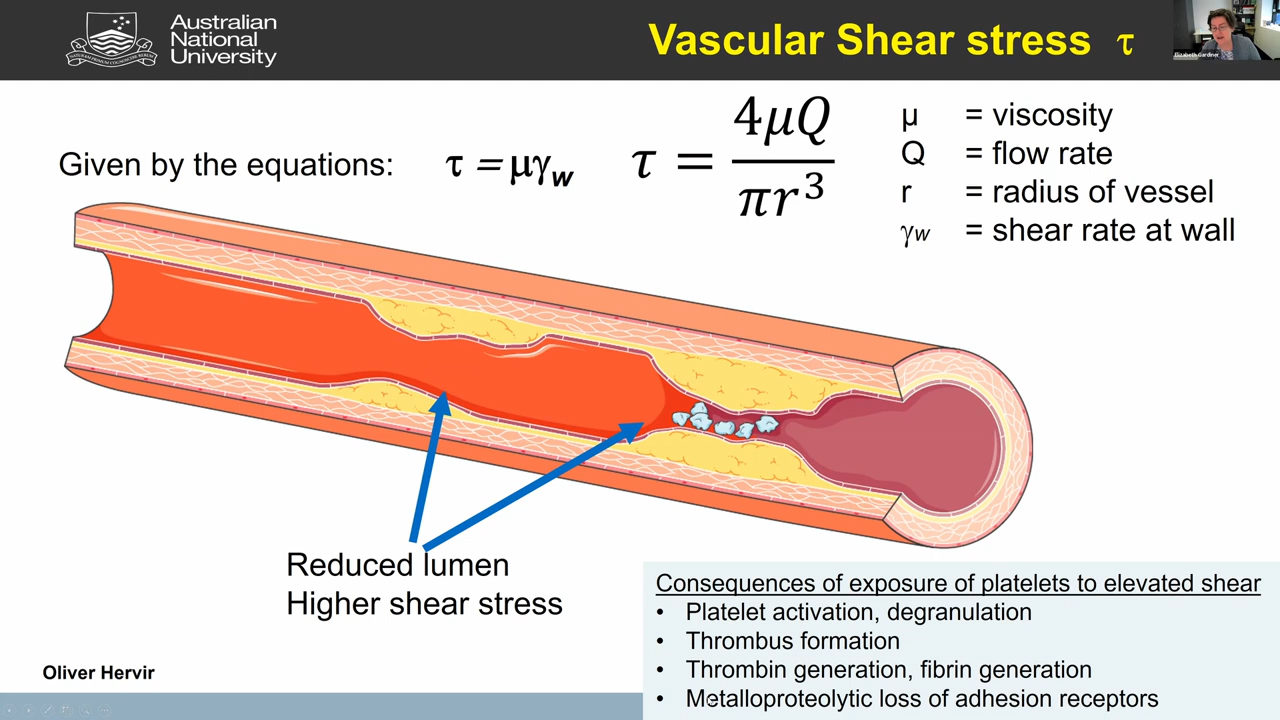 Australian
National
University
Vascular Shear stress τ
Elizabeth Gardner
Given by the equations: τ = μγw τ = 4μQ / πr³
μ = viscosity
Q = flow rate
r = radius of vessel
γw = shear rate at wall
Reduced lumen
Higher shear stress
Consequences of exposure of platelets to elevated shear
• Platelet activation, degranulation
• Thrombus formation
• Thrombin generation, fibrin generation
• Metalloproteolytic loss of adhesion receptors
Oliver Hervir